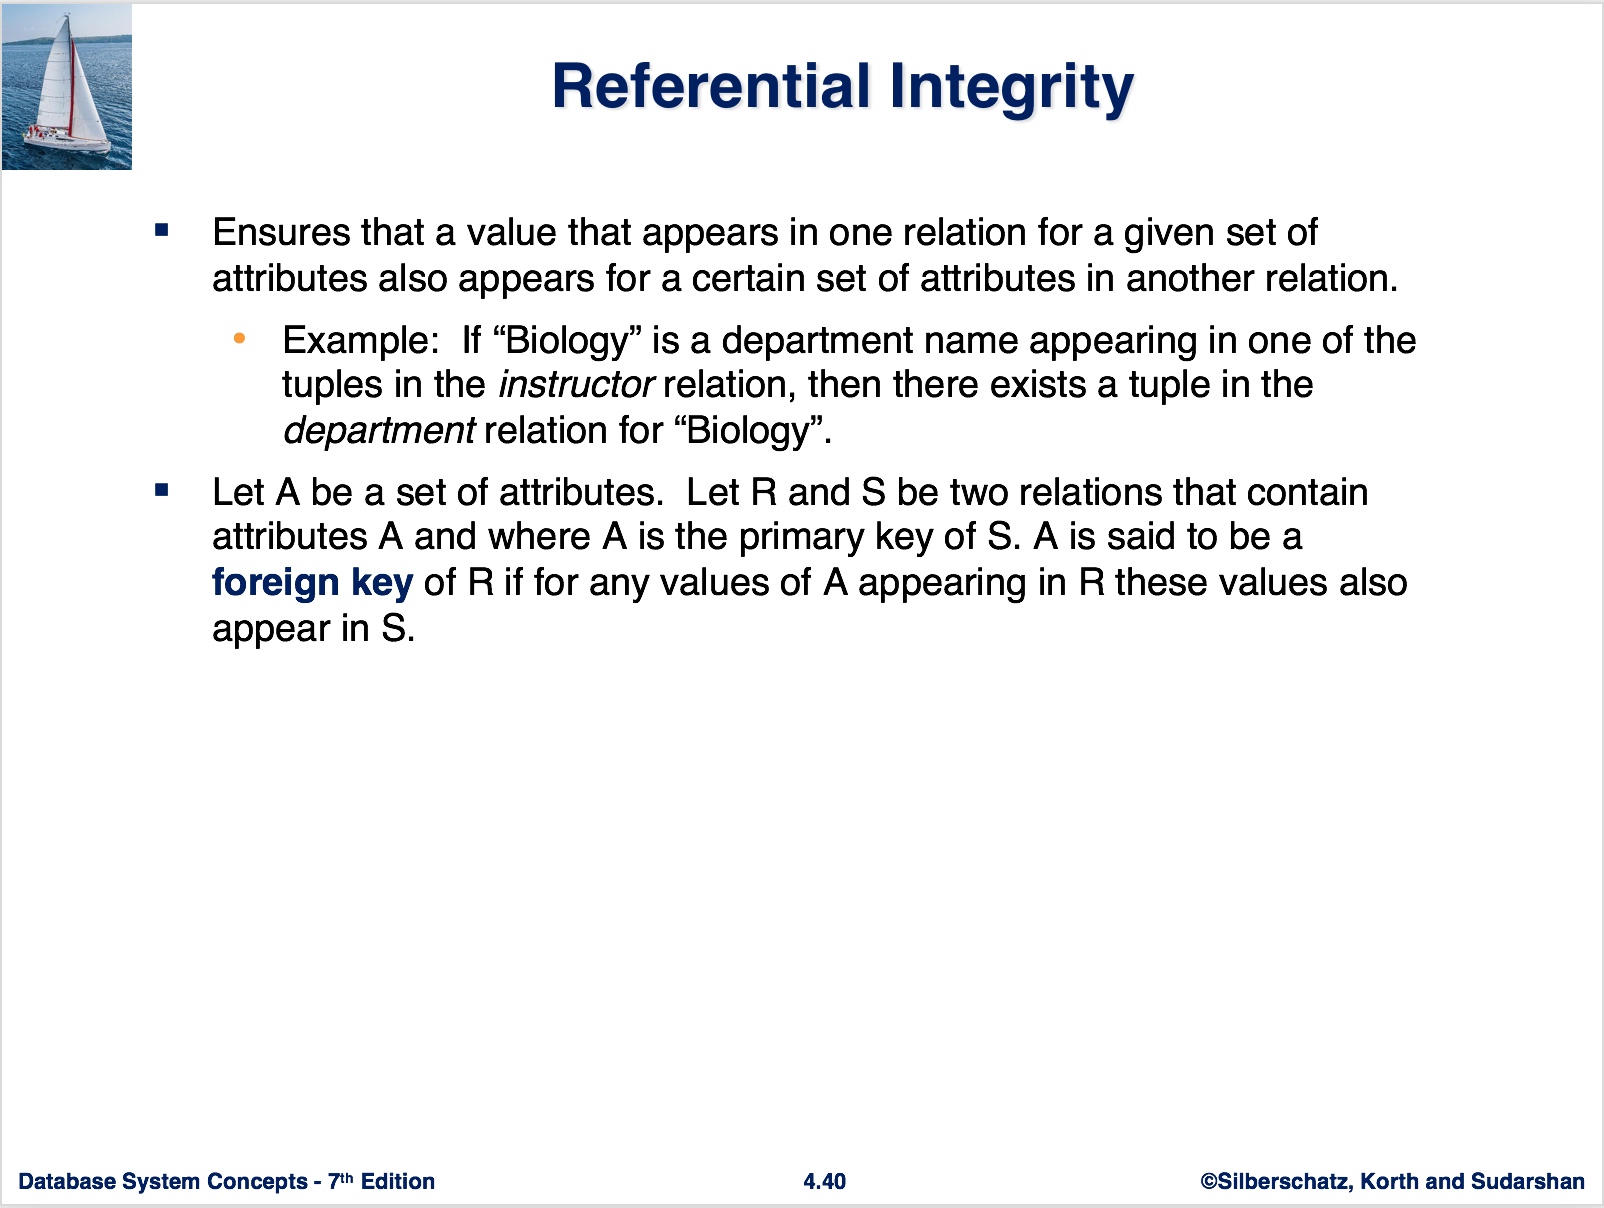 Referential Integrity
Ensures that a value that appears in one relation for a given set of
attributes also appears for a certain set of attributes in another relation.
Example:  If “Biology” is a department name appearing in one of the
tuples in the instructor relation, then there exists a tuple in the
department relation for “Biology”.
Let A be a set of attributes.  Let R and S be two relations that contain
attributes A and where A is the primary key of S. A is said to be a
foreign key of R if for any values of A appearing in R these values also
appear in S.
Database System Concepts - 7th Edition
4.40
©Silberschatz, Korth and Sudarshan